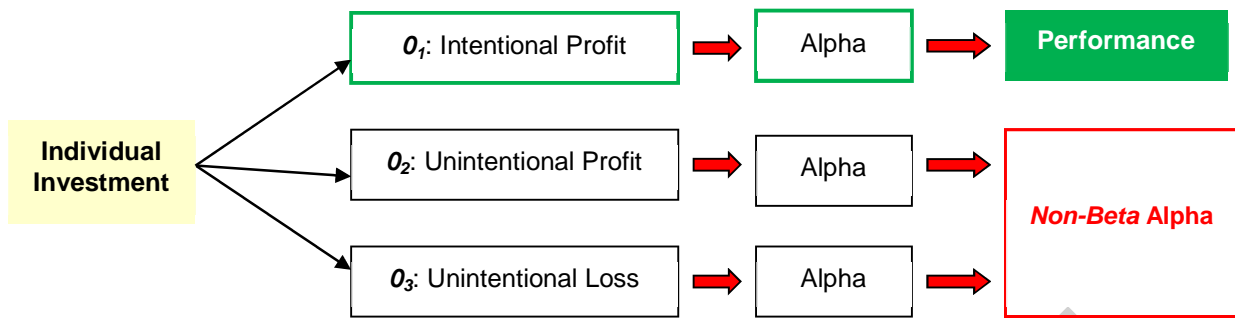 0₁: Intentional Profit
Alpha
Performance
Individual
Investment
0₂: Unintentional Profit
Alpha
Non-Beta Alpha
0₃: Unintentional Loss
Alpha